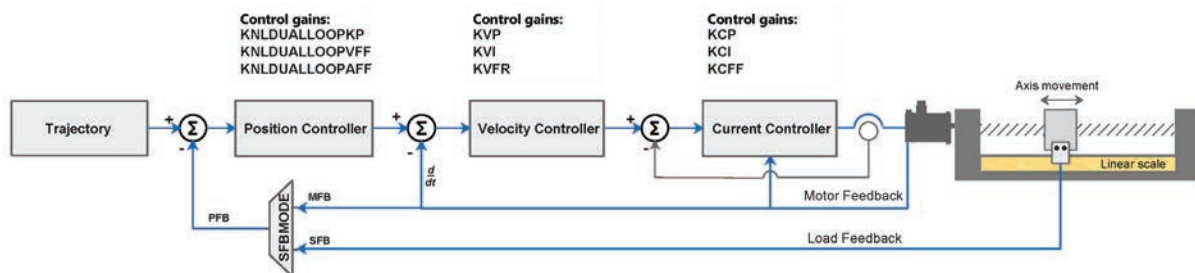 Control gains:
KNLDUALLOOPKP
KNLDUALLOOPVFF
KNLDUALLOOPAFF
Control gains:
KVP
KVI
KVFR
Control gains:
KCP
KCI
KCFF
Axis movement
Trajectory
+
-
Σ
Position Controller
+
-
Σ
Velocity Controller
+
-
Σ
Current Controller
Linear scale
d
dt
MFB
Motor Feedback
PFB
SFBMODE
SFB
Load Feedback